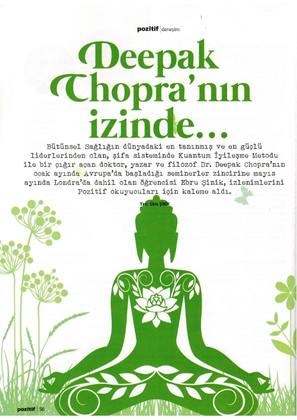 pozitif | deneyim
Deepak
Chopra'nın
izinde...
Bütünsel Sağlığın dünyadaki en tanınmış ve en güçlü
liderlerinden olan, şifa sisteminde Kuantum İyileşme Metodu
ile bir çığır açan doktor, yazar ve filozof Dr. Deepak Chopra'nın
ocak ayında Avrupa'da başladığı seminerler zincirine mayıs
ayında Londra'da dahil olan öğrencisi Ebru Şinik, izlenimlerini
Pozitif okuyucuları için kaleme aldı.
pozitif | 56